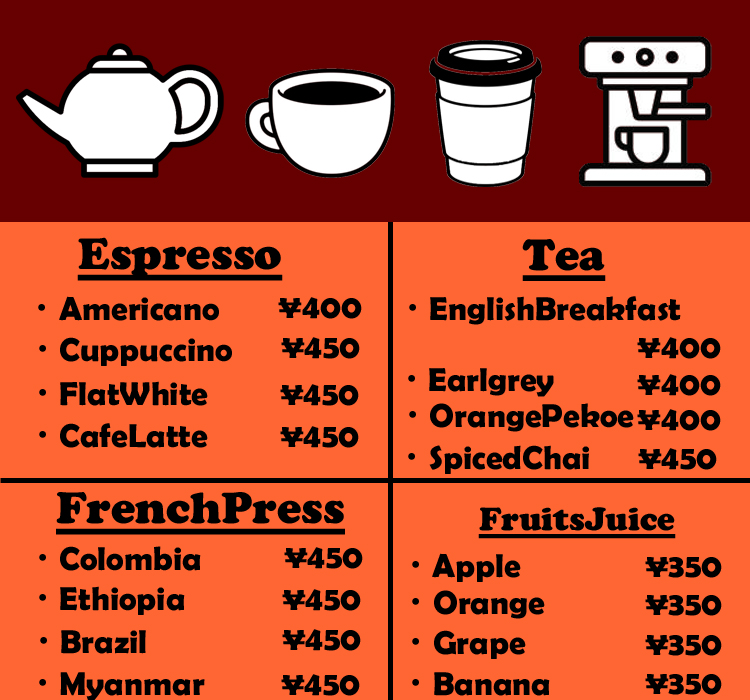 Espresso
・Americano ¥400
・Cuppuccino ¥450
・FlatWhite ¥450
・CafeLatte ¥450
Tea
・EnglishBreakfast
¥400
・Earlgrey ¥400
・OrangePekoe ¥400
・SpicedChai ¥450
FrenchPress
・Colombia ¥450
・Ethiopia ¥450
・Brazil ¥450
・Myanmar ¥450
FruitsJuice
・Apple ¥350
・Orange ¥350
・Grape ¥350
・Banana ¥350